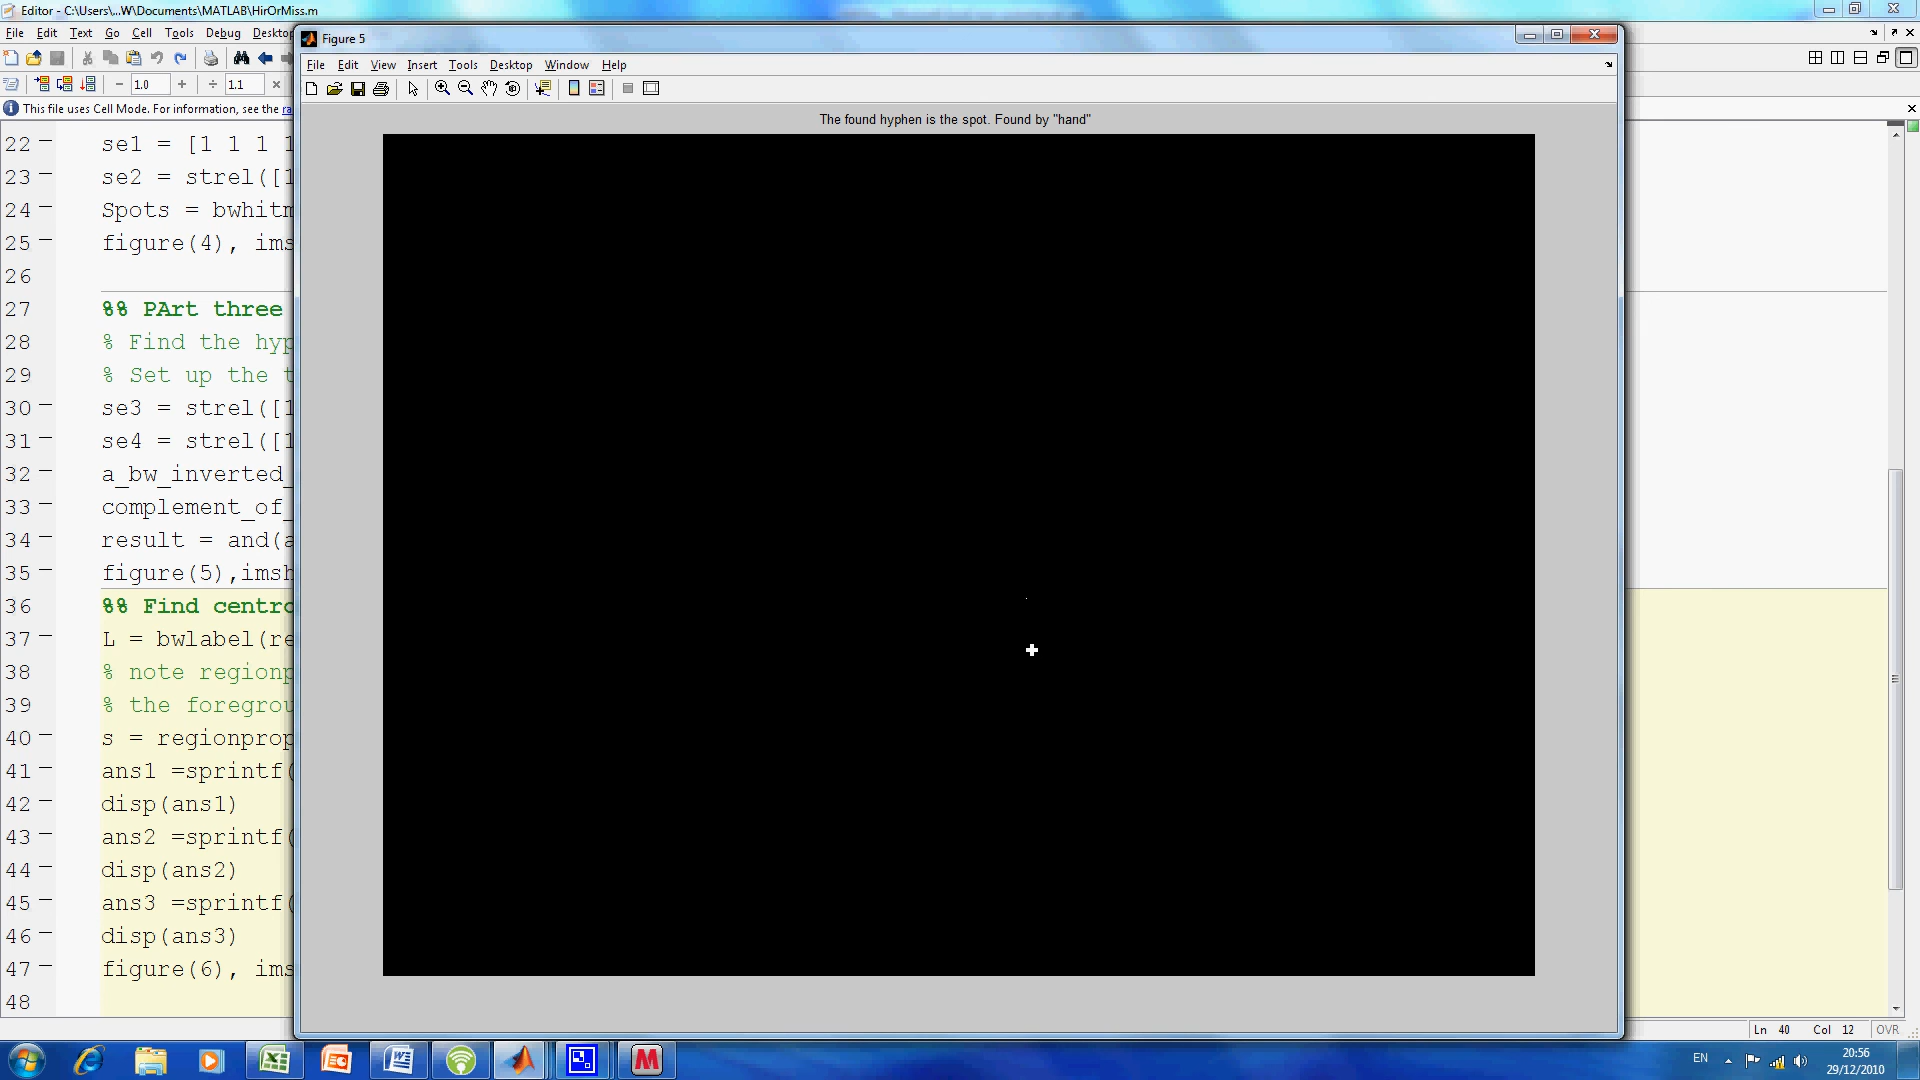 Editor - C:\Users\...W\Documents\MATLAB\HirOrMiss.m
File Edit Text Go Cell Tools Debug Desktop
1.0
1.1
This file uses Cell Mode. For information, see the ra
22 se1 = [1 1 1 1
23 se2 = strel([1
24 Spots = bwhitm
25 figure(4), ims
26
27 %% PArt three
28 % Find the hyp
29 % Set up the t
30 se3 = strel([1
31 se4 = strel([1
32 a_bw_inverted_
33 complement_of_
34 result = and(a
35 figure(5),imsh
36 %% Find centro
37 L = bwlabel(re
38 % note regionp
39 % the foregrou
40 s = regionprop
41 ans1 =sprintf(
42 disp(ans1)
43 ans2 =sprintf(
44 disp(ans2)
45 ans3 =sprintf(
46 disp(ans3)
47 figure(6), ims
48
Figure 5
File Edit View Insert Tools Desktop Window Help
The found hyphen is the spot. Found by "hand"
Ln 40 Col 12 OVR
EN
20:56
29/12/2010